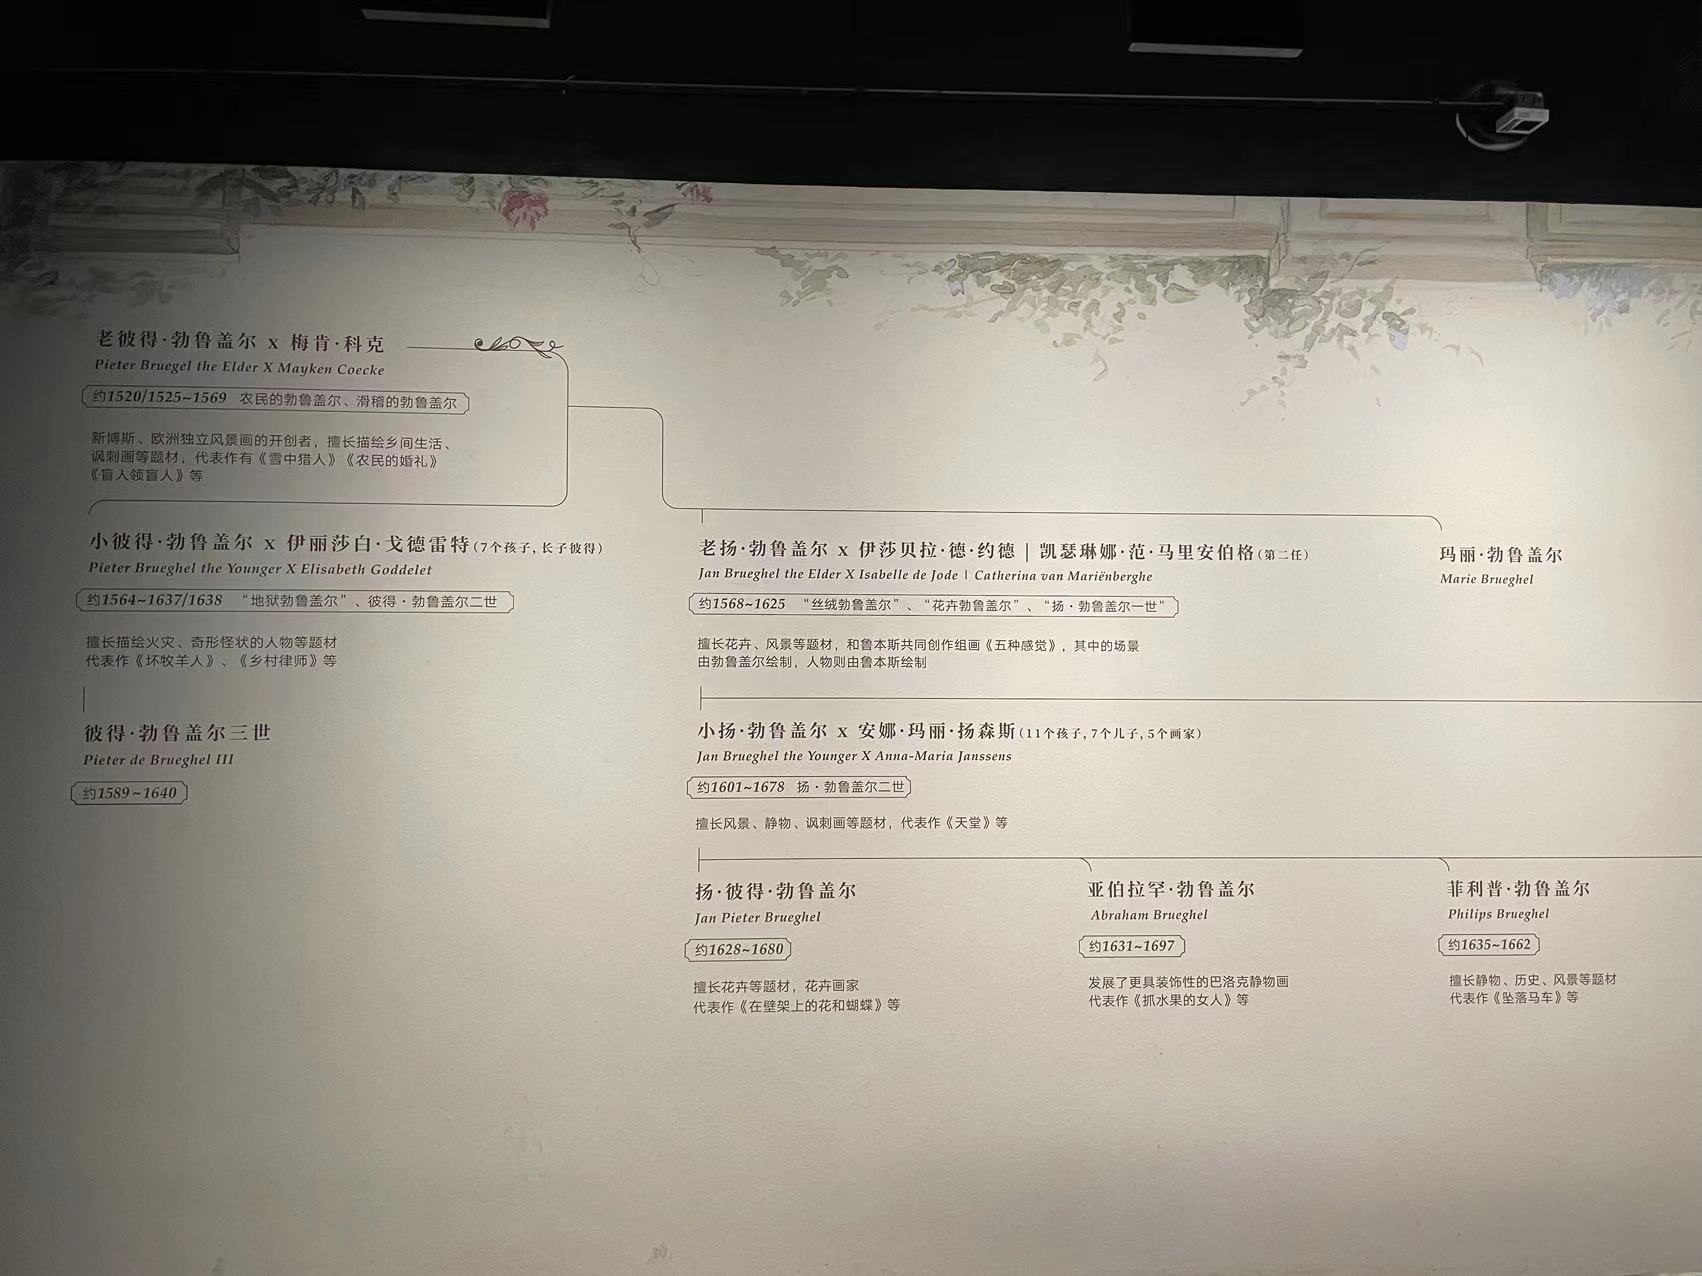 老彼得·勃鲁盖尔 x 梅肯·科克
Pieter Bruegel the Elder X Mayken Coecke
约1520/1525~1569 农民的勃鲁盖尔、滑稽的勃鲁盖尔
新博斯、欧洲独立风景画的开创者，擅长描绘乡间生活、
讽刺画等题材，代表作有《雪中猎人》《农民的婚礼》
《盲人领盲人》等
小彼得·勃鲁盖尔 x 伊丽莎白·戈德雷特（7个孩子，长子彼得）
Pieter Brueghel the Younger X Elisabeth Goddelet
约1564~1637/1638 “地狱勃鲁盖尔”、彼得·勃鲁盖尔二世
擅长描绘火灾、奇形怪状的人物等题材
代表作《坏牧羊人》、《乡村律师》等
彼得·勃鲁盖尔三世
Pieter de Brueghel III
约1589~1640
老扬·勃鲁盖尔 x 伊莎贝拉·德·约德 | 凯瑟琳娜·范·马里安伯格（第二任）
Jan Brueghel the Elder X Isabelle de Jode | Catherina van Mariënberghe
约1568~1625 “丝绒勃鲁盖尔”、“花卉勃鲁盖尔”、“扬·勃鲁盖尔一世”
擅长花卉、风景等题材，和鲁本斯共同创作组画《五种感觉》，其中的场景
由勃鲁盖尔绘制，人物则由鲁本斯绘制
玛丽·勃鲁盖尔
Marie Brueghel
小扬·勃鲁盖尔 x 安娜·玛丽·扬森斯（11个孩子，7个儿子，5个画家）
Jan Brueghel the Younger X Anna-Maria Janssens
约1601~1678 扬·勃鲁盖尔二世
擅长风景、静物、讽刺画等题材，代表作《天堂》等
扬·彼得·勃鲁盖尔
Jan Pieter Brueghel
约1628~1680
擅长花卉等题材，花卉画家
代表作《在壁架上的花和蝴蝶》等
亚伯拉罕·勃鲁盖尔
Abraham Brueghel
约1631~1697
发展了更具装饰性的巴洛克静物画
代表作《抓水果的女人》等
菲利普·勃鲁盖尔
Philips Brueghel
约1635~1662
擅长静物、历史、风景等题材
代表作《坠落马车》等